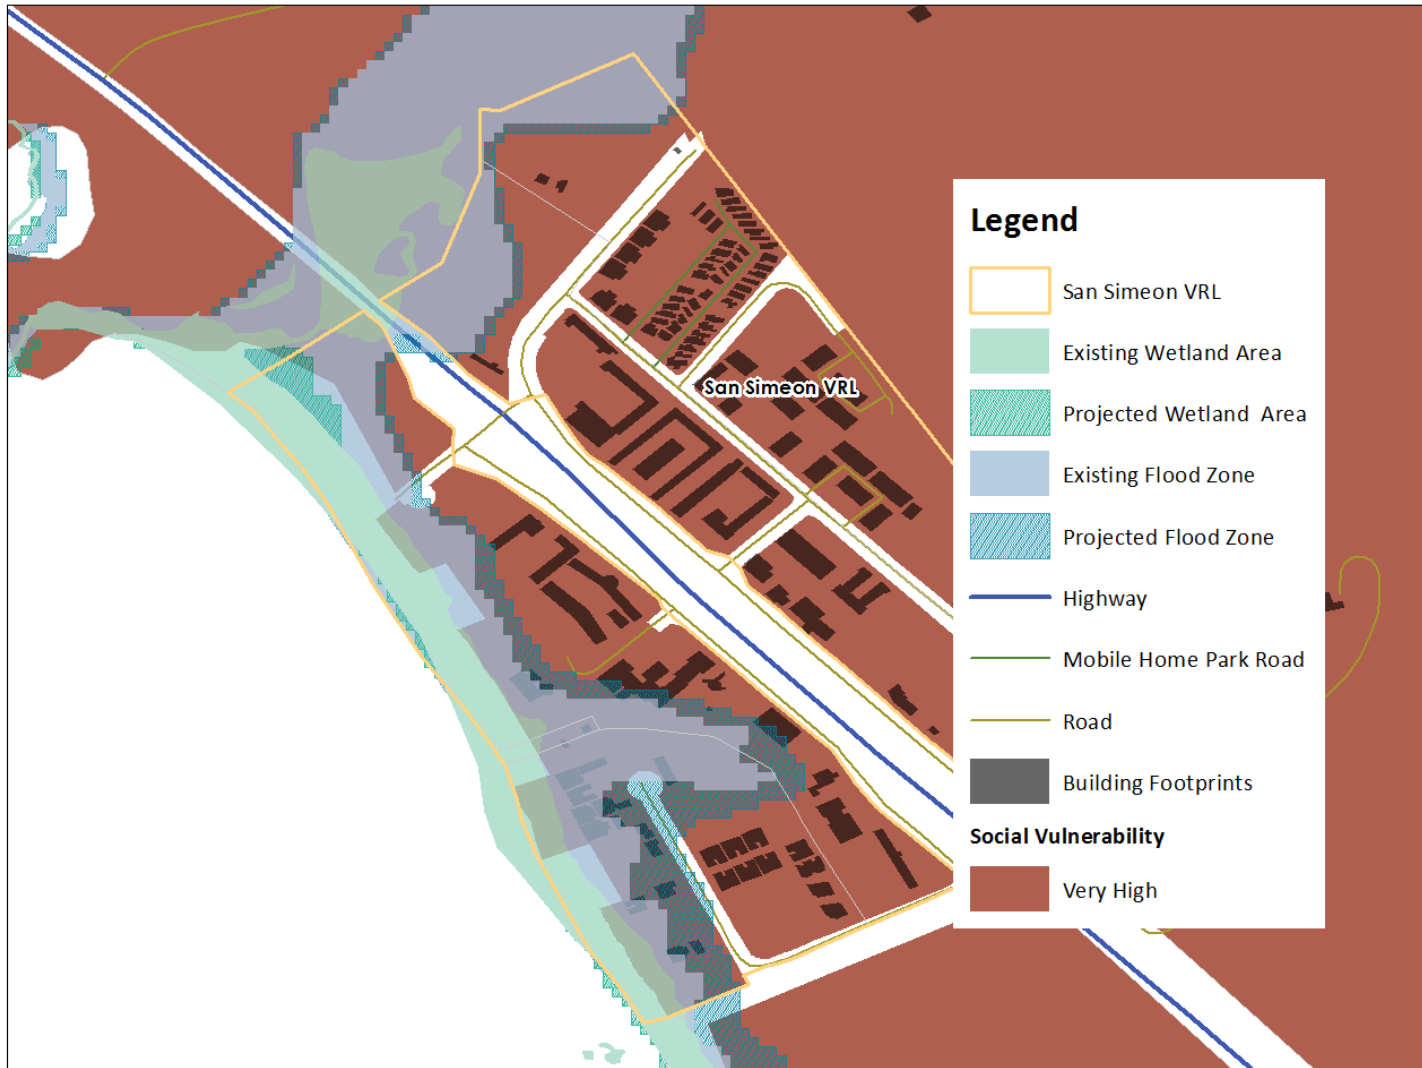 San Simeon VRL
Legend
San Simeon VRL
Existing Wetland Area
Projected Wetland  Area
Existing Flood Zone
Projected Flood Zone
Highway
Mobile Home Park Road
Road
Building Footprints
Social Vulnerability
Very High